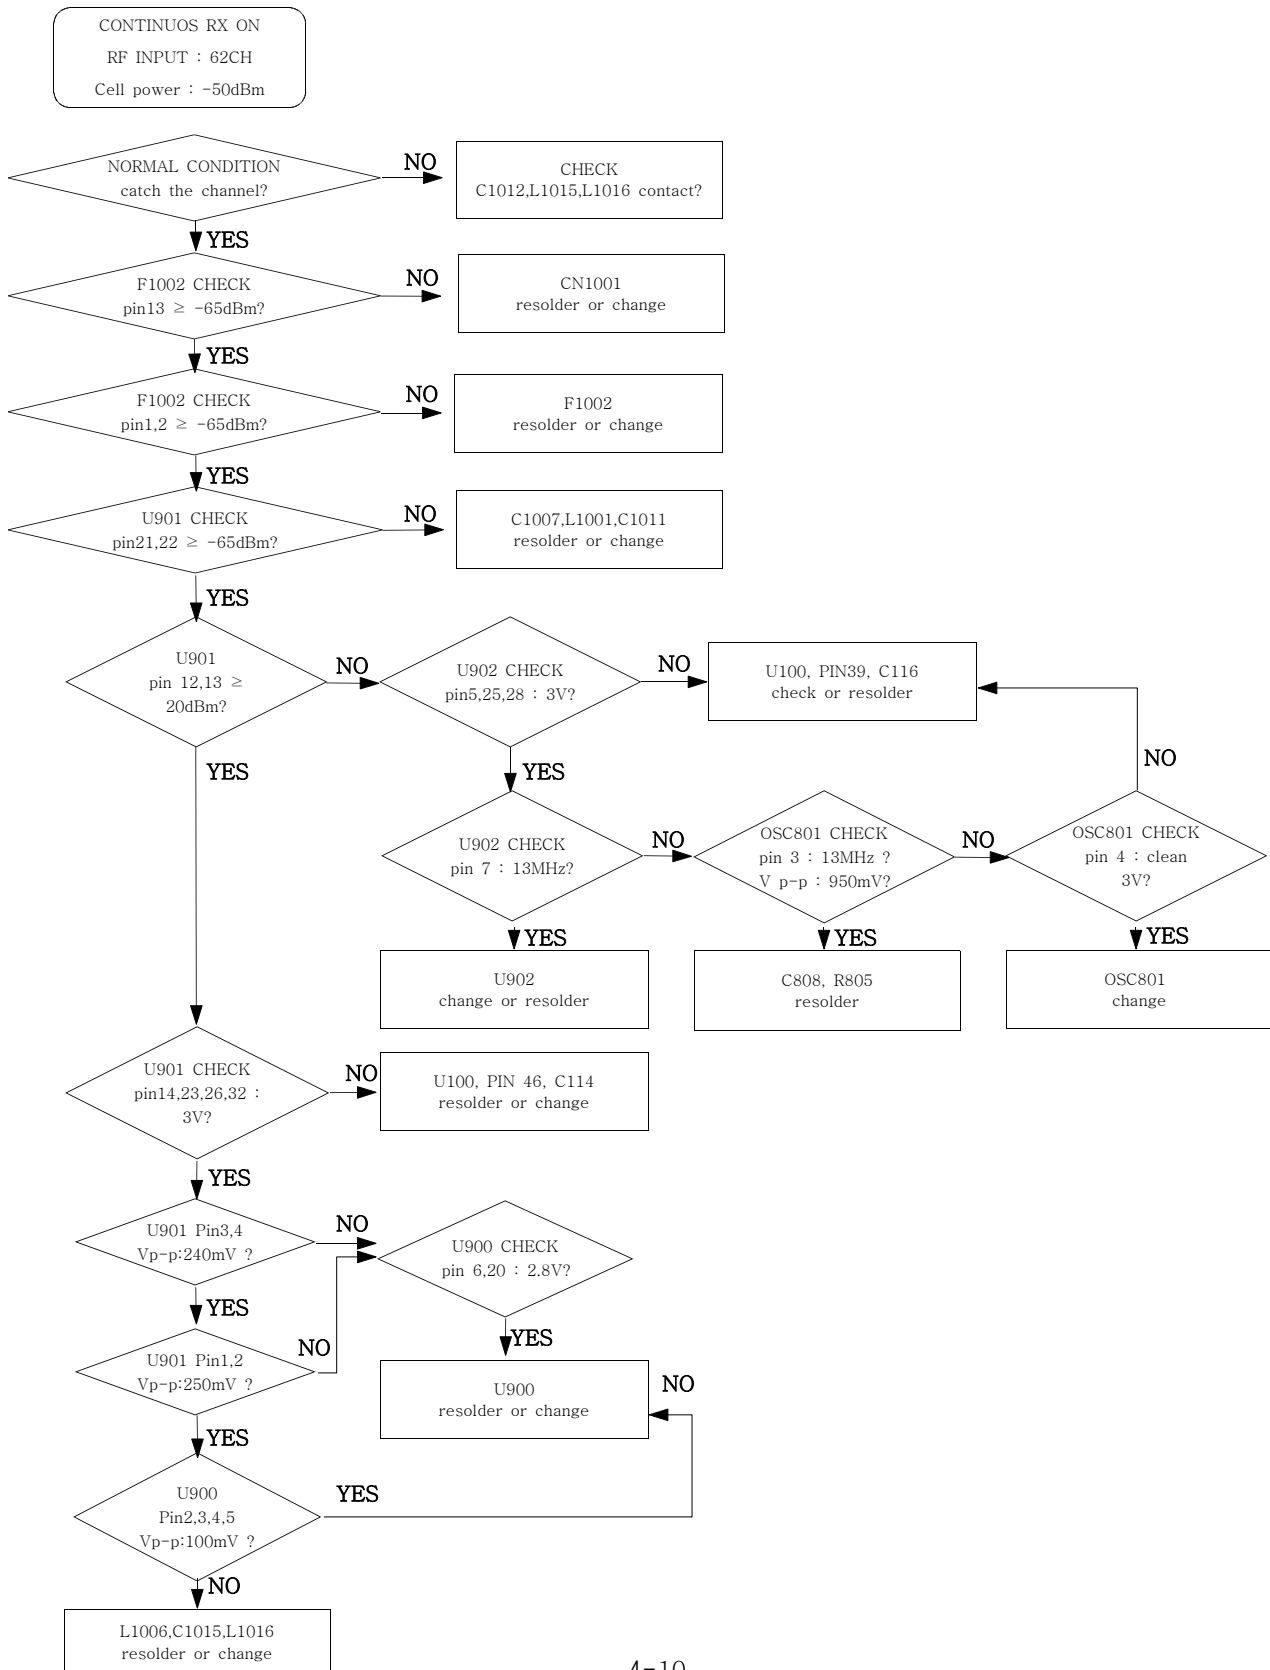 CONTINUOS RX ON
RF INPUT : 62CH
Cell power : -50dBm
NORMAL CONDITION
catch the channel?
NO
CHECK
C1012,L1015,L1016 contact?
YES
F1002 CHECK
pin13 ≥ -65dBm?
NO
CN1001
resolder or change
YES
F1002 CHECK
pin1,2 ≥ -65dBm?
NO
F1002
resolder or change
YES
U901 CHECK
pin21,22 ≥ -65dBm?
NO
C1007,L1001,C1011
resolder or change
YES
U901
pin 12,13 ≥
20dBm?
NO
U902 CHECK
pin5,25,28 : 3V?
NO
U100, PIN39, C116
check or resolder
YES
YES
NO
U902 CHECK
pin 7 : 13MHz?
NO
OSC801 CHECK
pin 3 : 13MHz ?
V p-p : 950mV?
NO
OSC801 CHECK
pin 4 : clean
3V?
YES
YES
YES
U902
change or resolder
C808, R805
resolder
OSC801
change
U901 CHECK
pin14,23,26,32 :
3V?
NO
U100, PIN 46, C114
resolder or change
YES
U901 Pin3,4
Vp-p:240mV ?
NO
U900 CHECK
pin 6,20 : 2.8V?
YES
YES
U901 Pin1,2
Vp-p:250mV ?
NO
U900
resolder or change
NO
YES
U900
Pin2,3,4,5
Vp-p:100mV ?
YES
NO
L1006,C1015,L1016
resolder or change
4-10